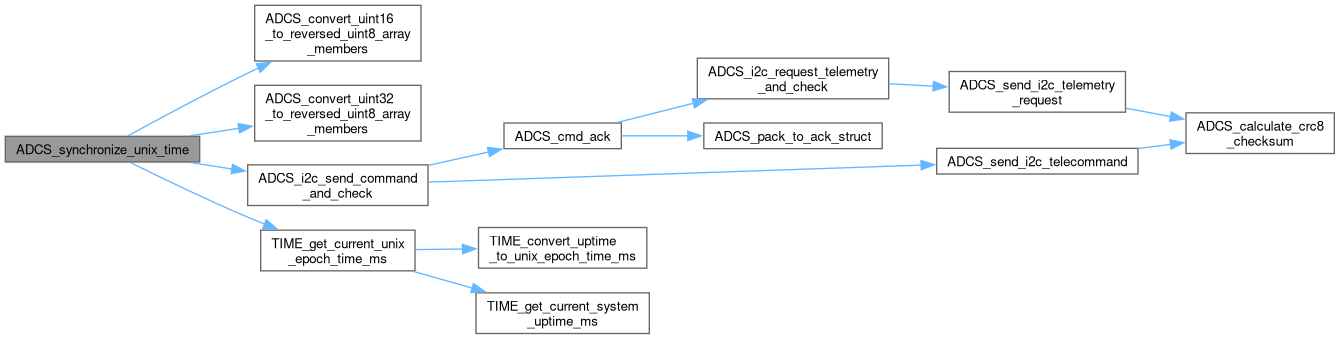 ADCS_synchronize_unix_time
ADCS_convert_uint16
_to_reversed_uint8_array
_members
ADCS_convert_uint32
_to_reversed_uint8_array
_members
ADCS_i2c_send_command
_and_check
TIME_get_current_unix
_epoch_time_ms
ADCS_cmd_ack
TIME_convert_uptime
_to_unix_epoch_time_ms
TIME_get_current_system
_uptime_ms
ADCS_i2c_request_telemetry
_and_check
ADCS_pack_to_ack_struct
ADCS_send_i2c_telemetry
_request
ADCS_send_i2c_telecommand
ADCS_calculate_crc8
_checksum